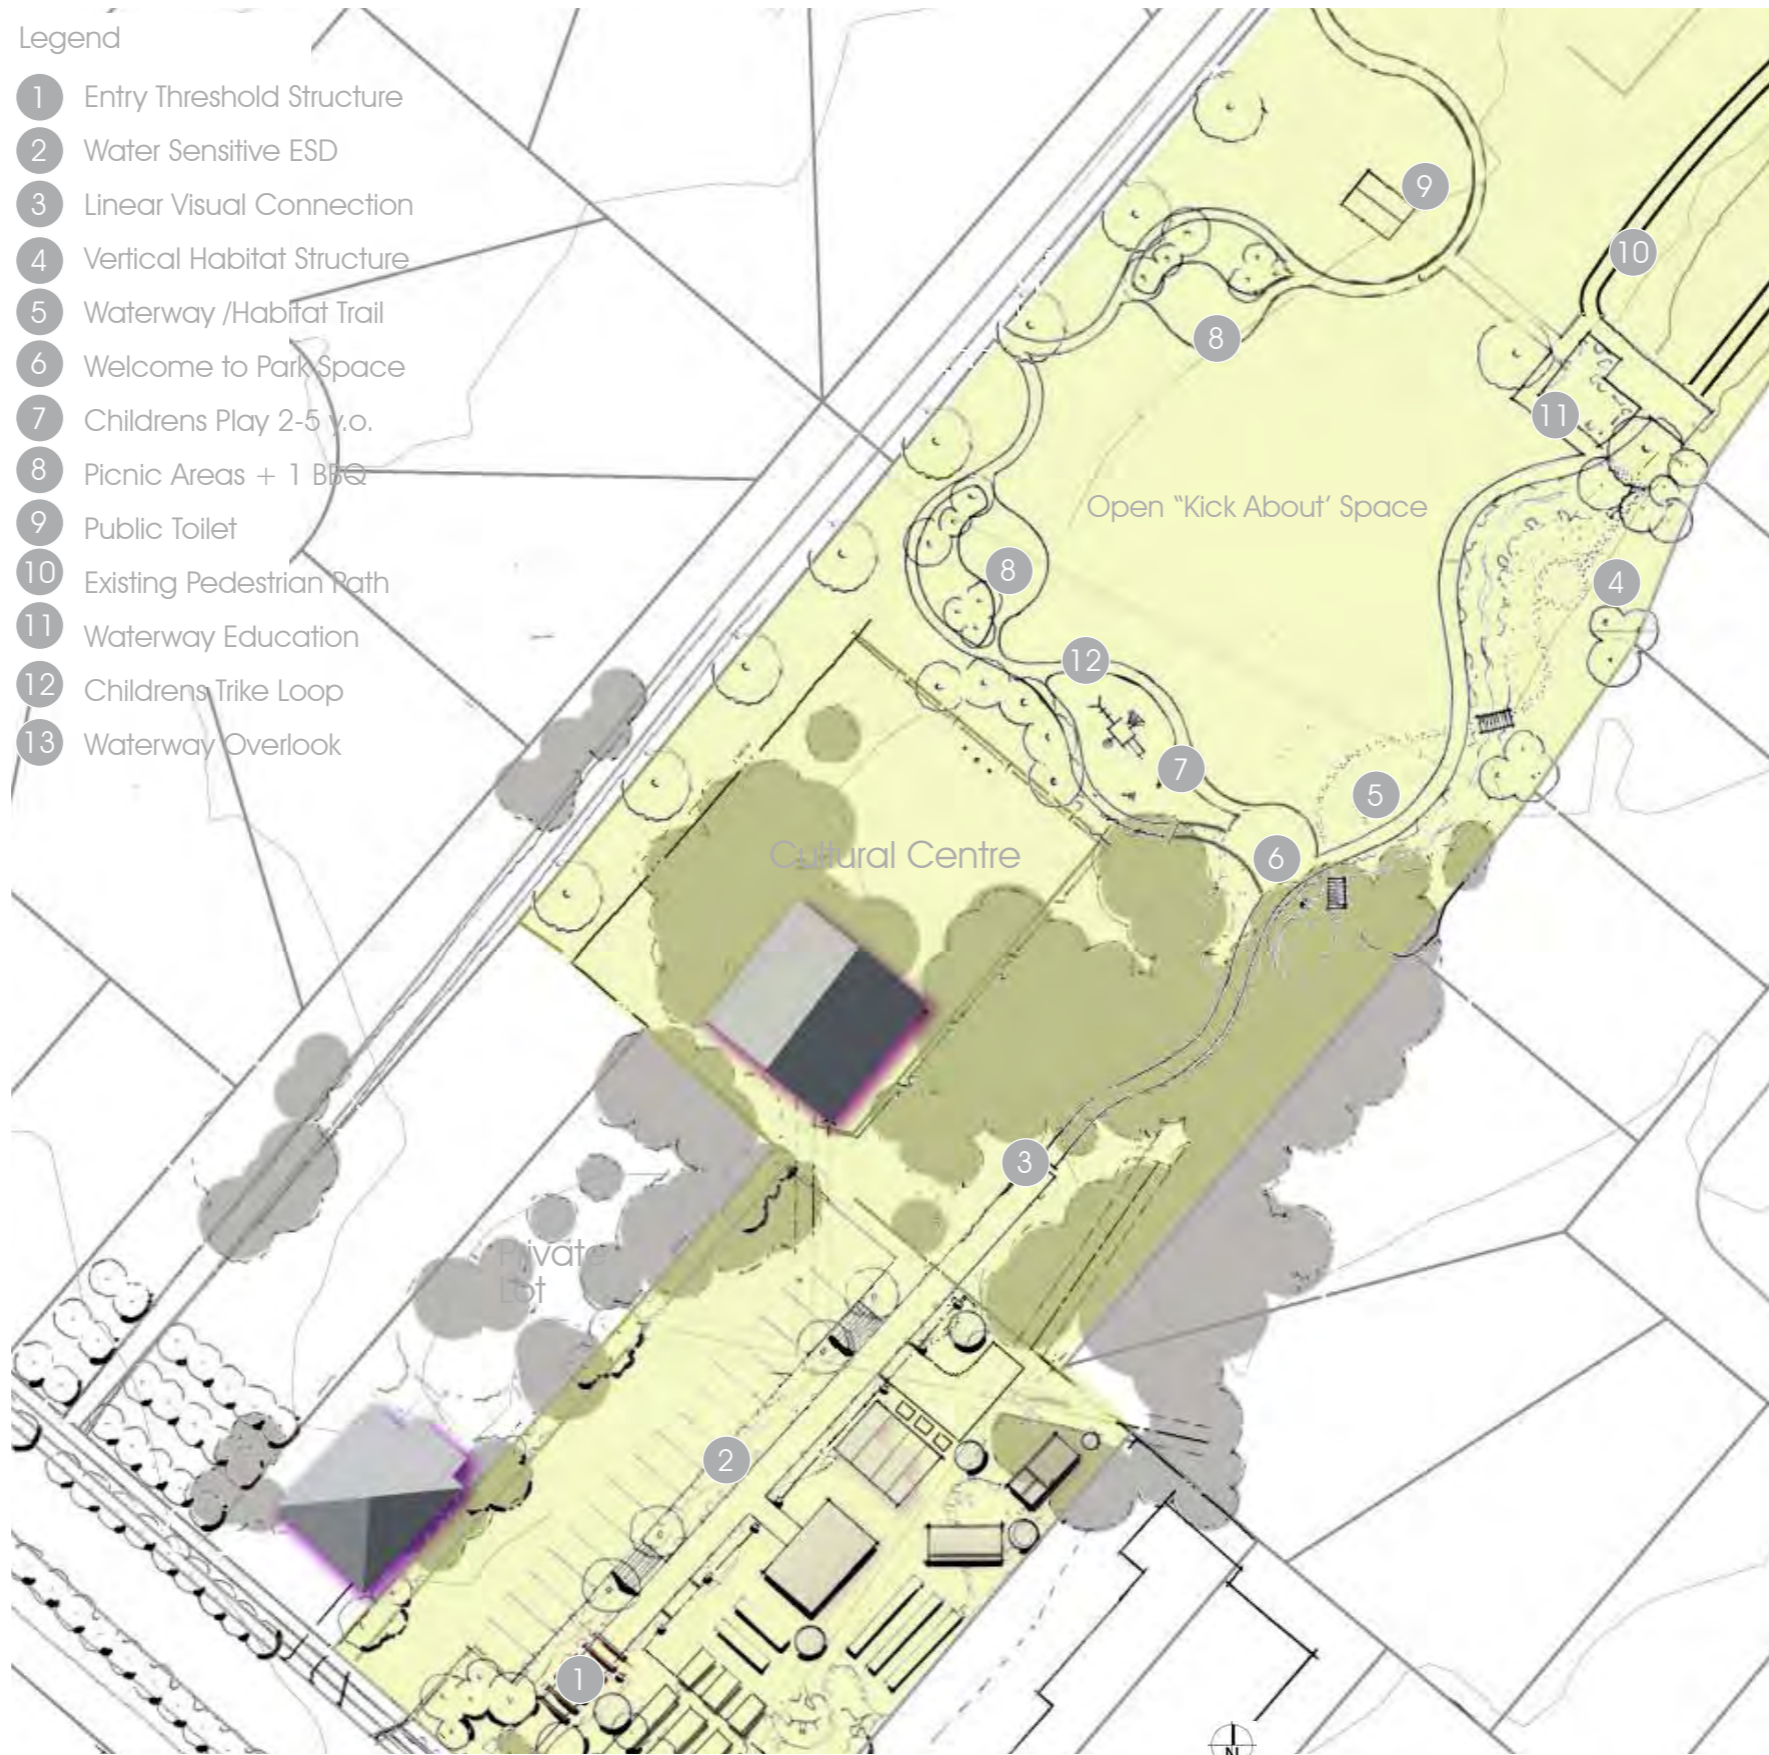 Legend
1 Entry Threshold Structure
2 Water Sensitive ESD
3 Linear Visual Connection
4 Vertical Habitat Structure
5 Waterway /Habitat Trail
6 Welcome to Park Space
7 Childrens Play 2-5 y.o.
8 Picnic Areas + 1 BBQ
9 Public Toilet
10 Existing Pedestrian Path
11 Waterway Education
12 Childrens Trike Loop
13 Waterway Overlook
9
10
8
11
Open “Kick About’ Space
8
4
12
7
5
Cultural Centre
6
3
Private
Lot
2
1
N